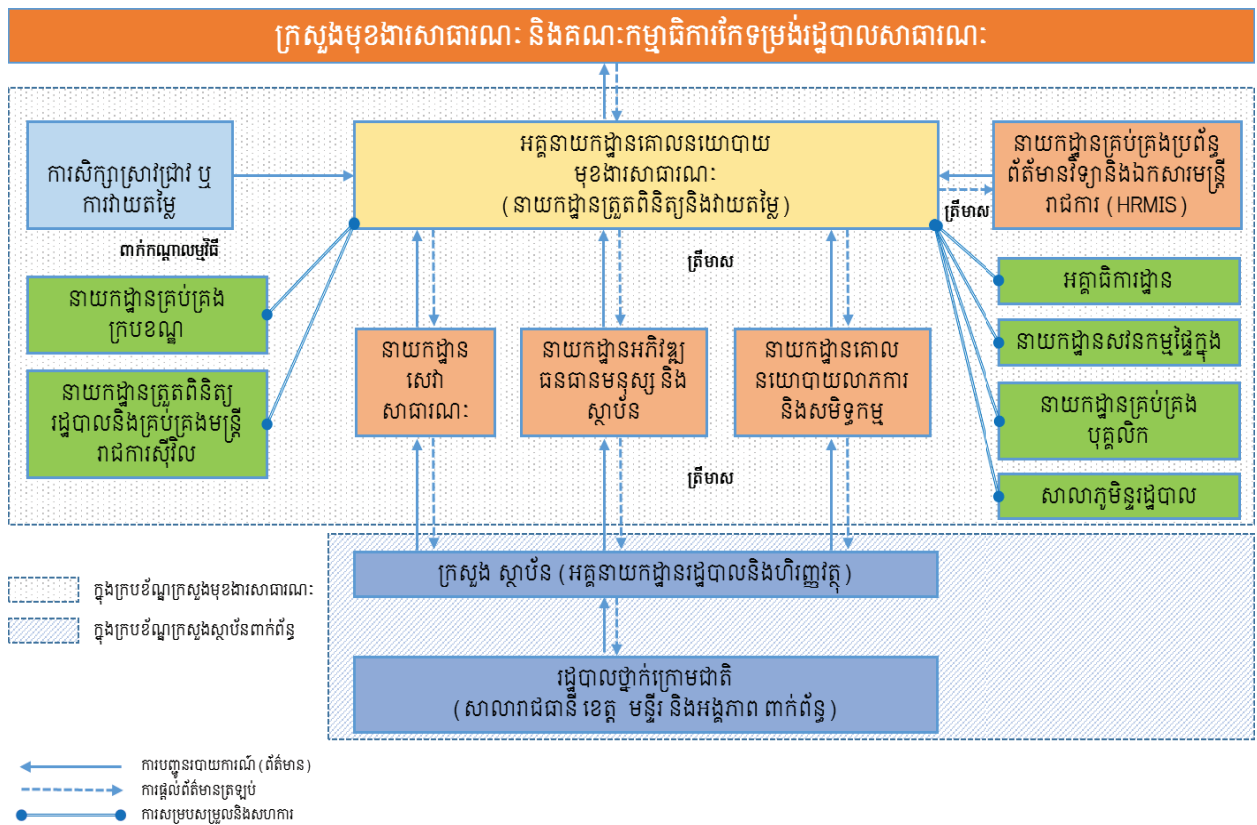 ក្រសួងមុខងារសាធារណៈ និងគណៈកម្មាធិការកែទម្រង់រដ្ឋបាលសាធារណៈ
ការសិក្សាស្រាវជ្រាវ ឬ
ការវាយតម្លៃ
អគ្គនាយកដ្ឋានគោលនយោបាយ
មុខងារសាធារណៈ
(នាយកដ្ឋានត្រួតពិនិត្យនិងវាយតម្លៃ)
នាយកដ្ឋានគ្រប់គ្រងប្រព័ន្ធ
ព័ត៌មានវិទ្យានិងឯកសារមន្ត្រី
រាជការ (HRMIS)
ត្រីមាស
ពាក់កណ្តាលម្មវិធី
ត្រីមាស
នាយកដ្ឋានគ្រប់គ្រង
ក្របខណ្ឌ
នាយកដ្ឋានត្រួតពិនិត្យ
រដ្ឋបាលនិងគ្រប់គ្រងមន្ត្រី
រាជការស៊ីវិល
នាយកដ្ឋាន
សេវា
សាធារណៈ
នាយកដ្ឋានអភិវឌ្ឍ
ធនធានមនុស្ស និង
ស្ថាប័ន
នាយកដ្ឋានគោល
នយោបាយលាភការ
និងសមិទ្ធកម្ម
អគ្គាធិការដ្ឋាន
នាយកដ្ឋានសវនកម្មផ្ទៃក្នុង
នាយកដ្ឋានគ្រប់គ្រង
បុគ្គលិក
សាលាភូមិន្ទរដ្ឋបាល
ត្រីមាស
ក្រសួង ស្ថាប័ន (អគ្គនាយកដ្ឋានរដ្ឋបាលនិងហិរញ្ញវត្ថុ)
រដ្ឋបាលថ្នាក់ក្រោមជាតិ
(សាលារាជធានី ខេត្ត មន្ទីរ និងអង្គភាព ពាក់ព័ន្ធ)
ក្នុងក្របខ័ណ្ឌក្រសួងមុខងារសាធារណៈ
ក្នុងក្របខ័ណ្ឌក្រសួងស្ថាប័នពាក់ព័ន្ធ
ការបញ្ជូនរបាយការណ៍ (ព័ត៌មាន)
ការផ្តល់ព័ត៌មានត្រឡប់
ការសម្របសម្រួលនិងសហការ